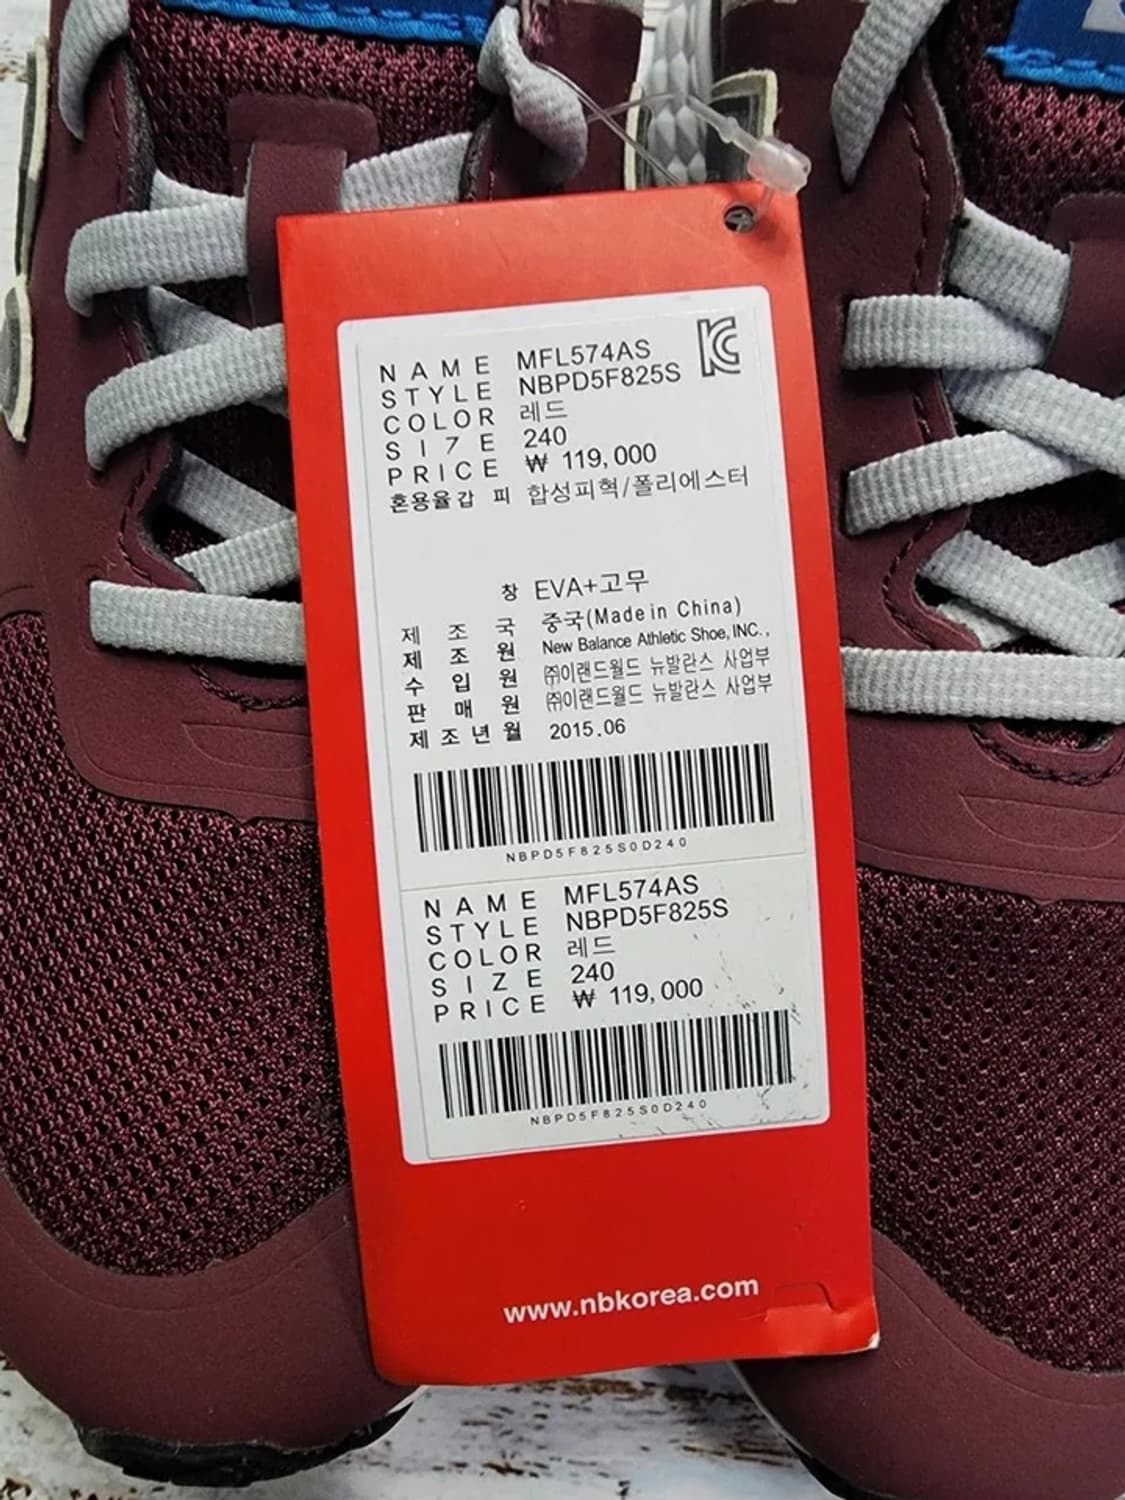 NAME MFL574AS
STYLE NBPD5F825S
COLOR 레드
SIZE 240
PRICE ₩ 119,000
혼용율갑 피 합성피혁/폴리에스터
창 EVA+고무
제 조 국 중국(Made in China)
제 조 원 New Balance Athletic Shoe, INC.,
수 입 원 ㈜이랜드월드 뉴발란스 사업부
판 매 원 ㈜이랜드월드 뉴발란스 사업부
제조년월 2015.06
NBPD5F825S0D240
NAME MFL574AS
STYLE NBPD5F825S
COLOR 레드
SIZE 240
PRICE ₩ 119,000
NBPD5F825S0D240
www.nbkorea.com